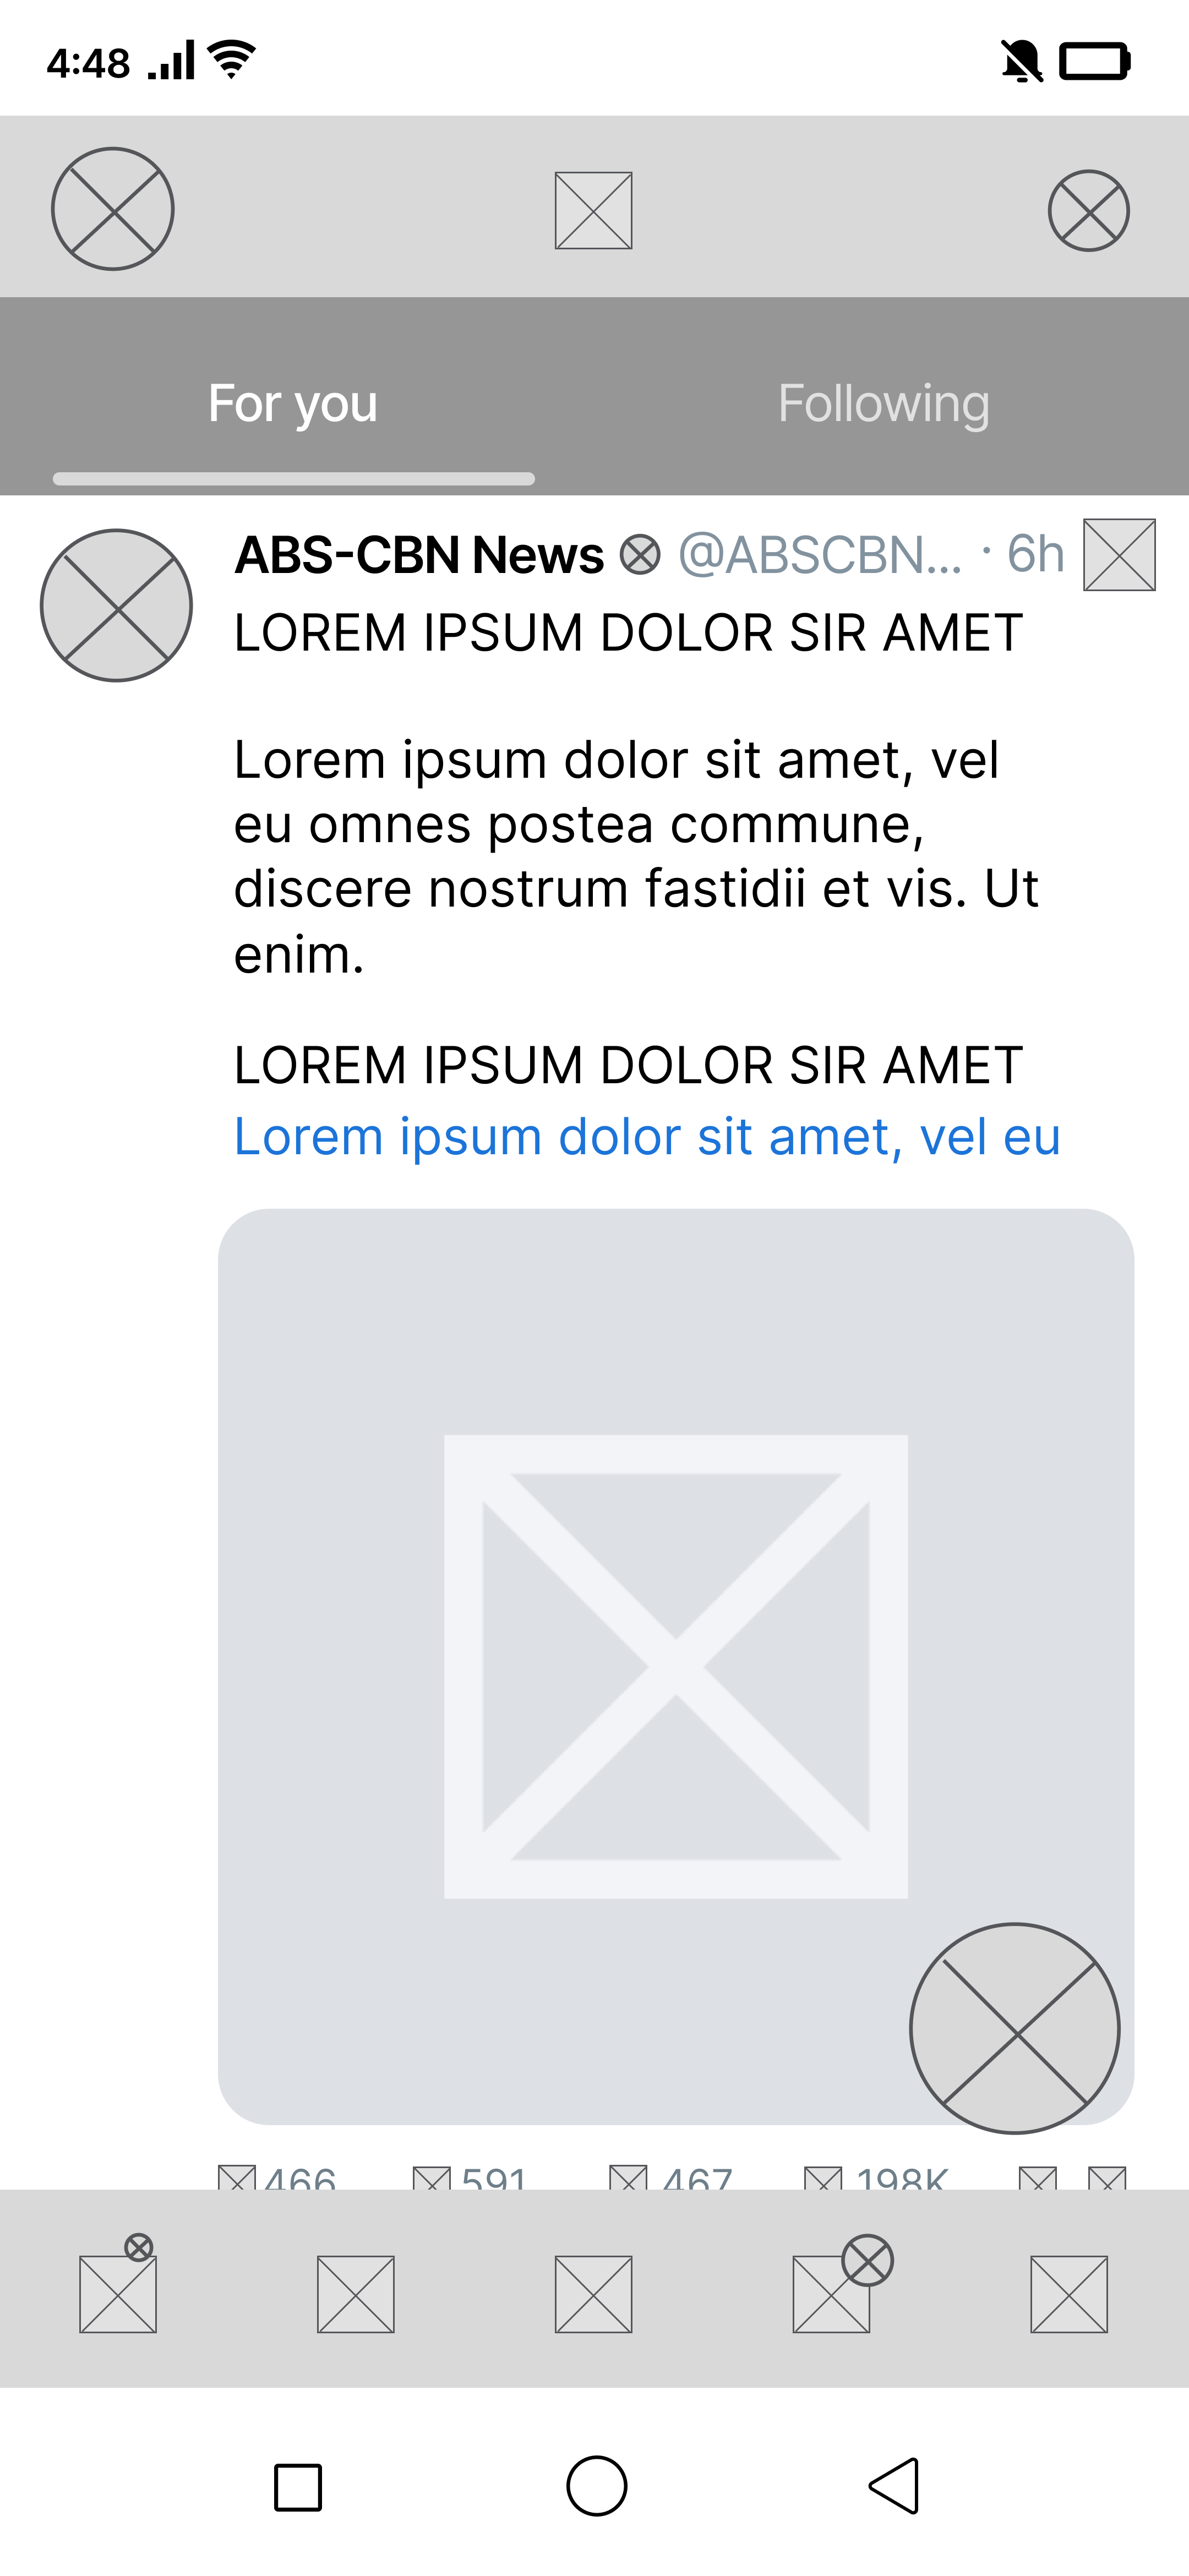 4:48
For you Following
ABS-CBN News @ABSCBN... · 6h
LOREM IPSUM DOLOR SIR AMET
Lorem ipsum dolor sit amet, vel
eu omnes postea commune,
discere nostrum fastidii et vis. Ut
enim.
LOREM IPSUM DOLOR SIR AMET
Lorem ipsum dolor sit amet, vel eu
466 591 467 198K